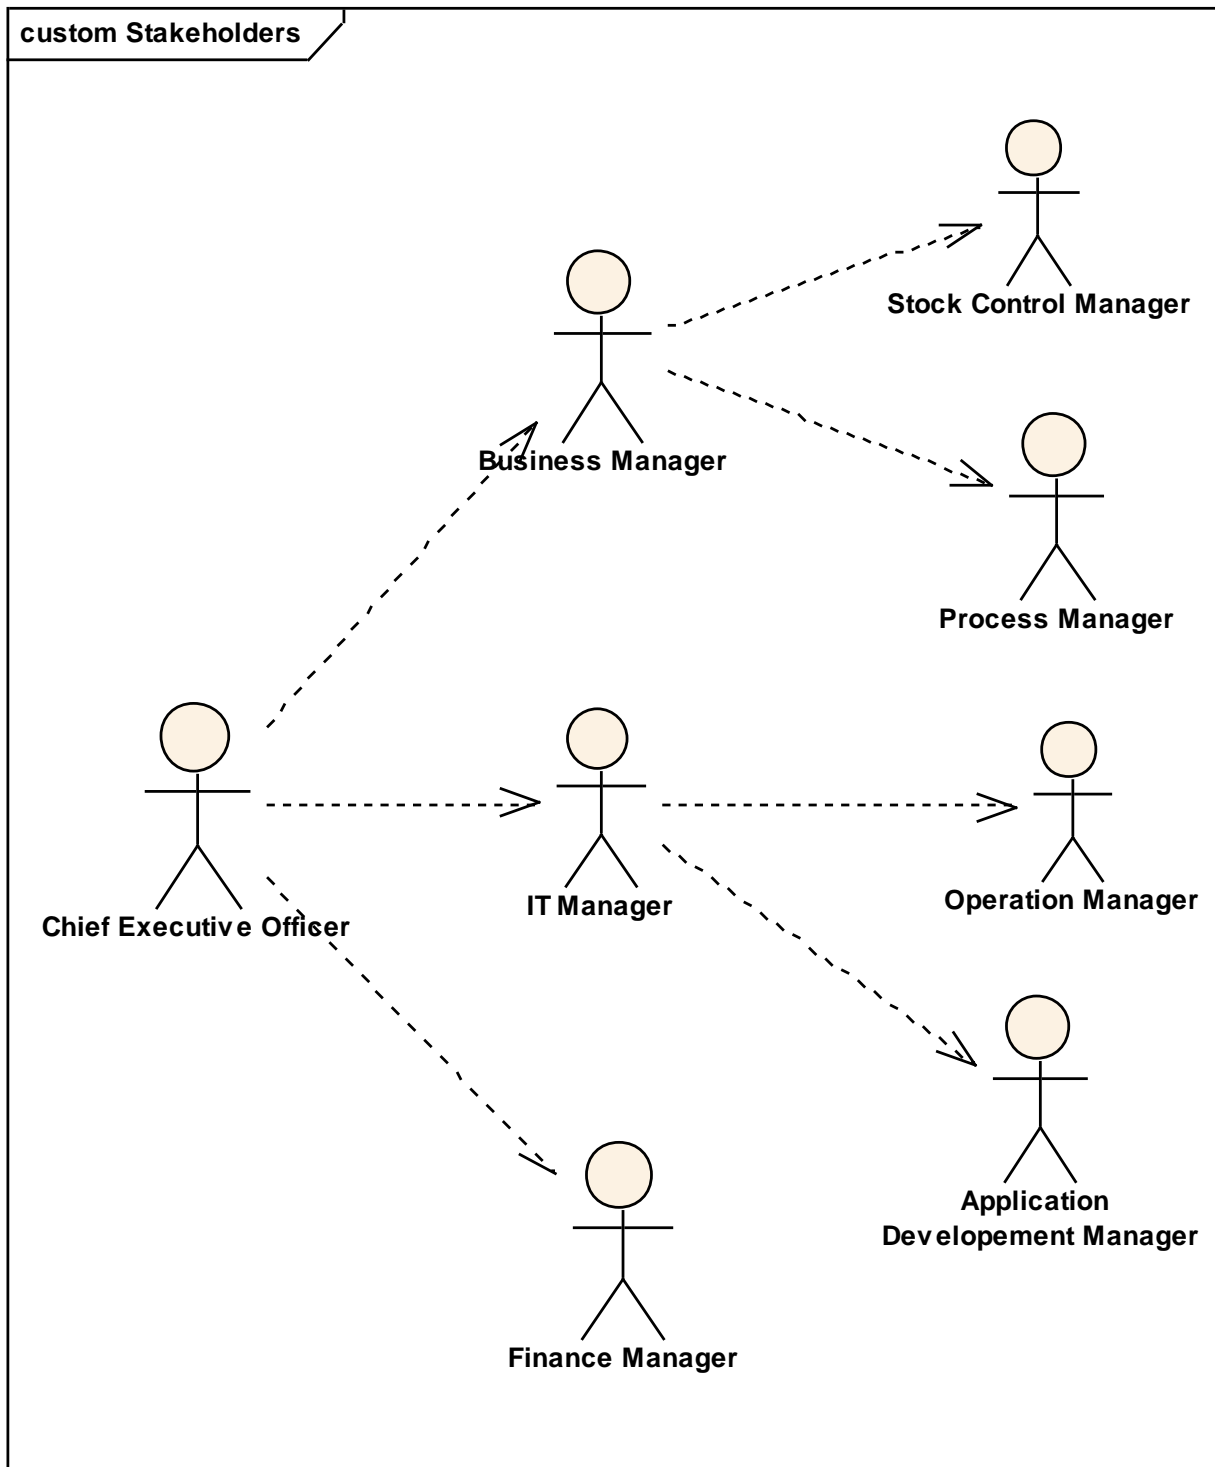 custom Stakeholders
Stock Control Manager
Business Manager
Process Manager
Chief Executive Officer
IT Manager
Operation Manager
Application
Developement Manager
Finance Manager